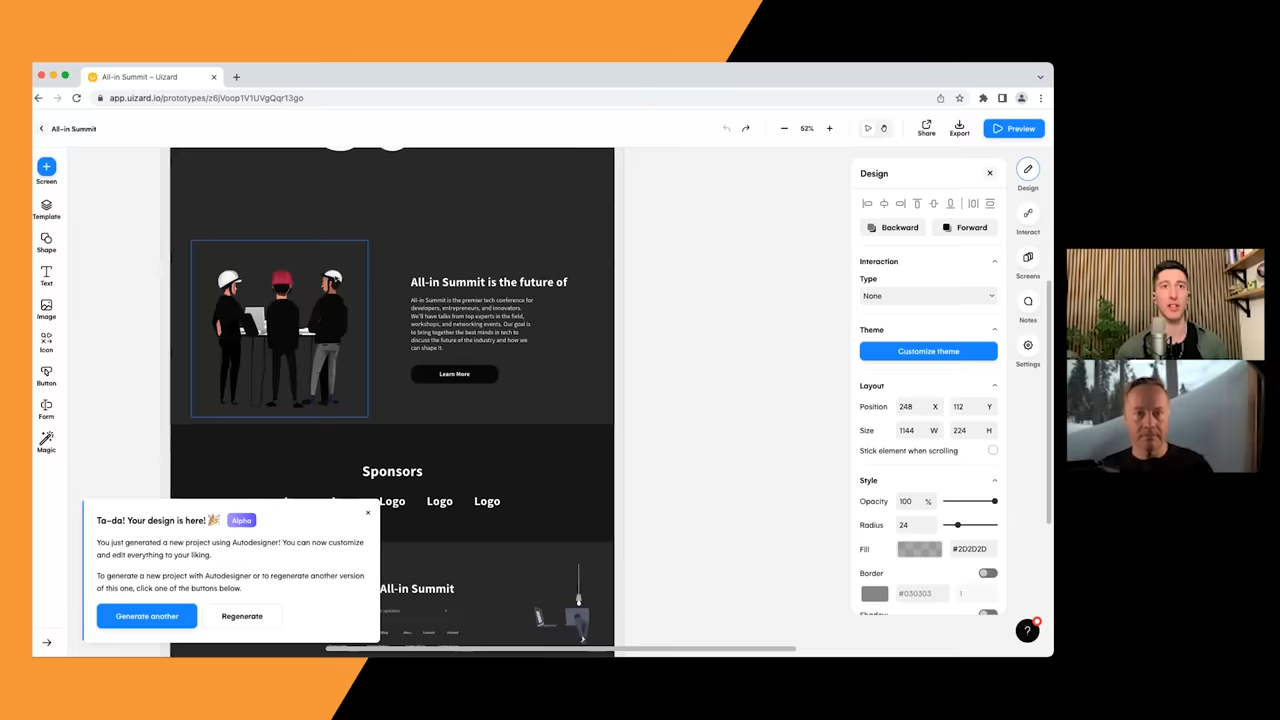 All-in Summit – Uizard
app.uizard.io/prototypes/z6jVoop1V1UVgQqr13go
All-in Summit
52%
Share
Export
Preview
Screen
Template
Shape
Text
Image
Icon
Button
Form
Magic
All-in Summit is the future of
All-in Summit is the premier tech conference for
developers, entrepreneurs, and innovators.
We'll have talks from top experts in the field,
workshops, and networking events. Our goal is
to bring together the best minds in tech to
discuss the future of the industry and how we
can shape it.
Learn More
Sponsors
Logo Logo Logo
All-in Summit
Ta-da! Your design is here!
Alpha
You just generated a new project using Autodesigner! You can now customize
and edit everything to your liking.
To generate a new project with Autodesigner or to regenerate another version
of this one, click one of the buttons below.
Generate another
Regenerate
Design
Backward
Forward
Interaction
Type
None
Theme
Customize theme
Layout
Position 248 X 112 Y
Size 1144 W 224 H
Stick element when scrolling
Style
Opacity 100 %
Radius 24
Fill #2D2D2D
Border
#030303 1
Design
Interact
Screens
Notes
Settings
?